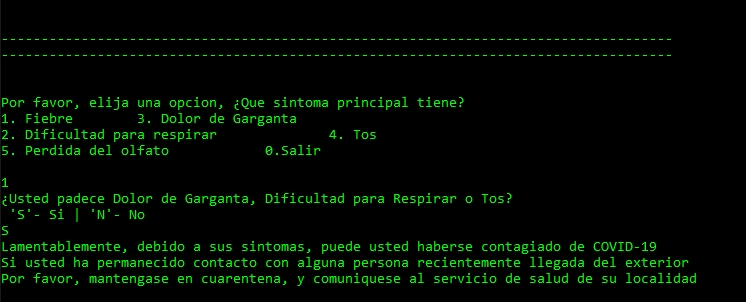 --------------------------------------------------------------------------------
--------------------------------------------------------------------------------
Por favor, elija una opcion, ¿Que sintoma principal tiene?
1. Fiebre        3. Dolor de Garganta
2. Dificultad para respirar              4. Tos
5. Perdida del olfato            0.Salir
1
¿Usted padece Dolor de Garganta, Dificultad para Respirar o Tos?
 'S'- Si | 'N'- No
S
Lamentablemente, debido a sus sintomas, puede usted haberse contagiado de COVID-19
Si usted ha permanecido contacto con alguna persona recientemente llegada del exterior
Por favor, mantengase en cuarentena, y comuniquese al servicio de salud de su localidad